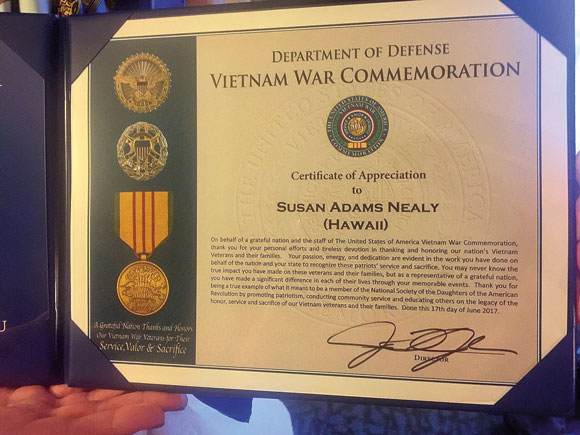 DEPARTMENT OF DEFENSE
VIETNAM WAR COMMEMORATION
THE UNITED STATES OF AMERICA
VIETNAM WAR
50
Certificate of Appreciation
to
SUSAN ADAMS NEALY
(HAWAII)
On behalf of a grateful nation and the staff of The United States of America Vietnam War Commemoration,
thank you for your personal efforts and tireless devotion in thanking and honoring our nation's Vietnam
Veterans and their families. Your passion, energy, and dedication are evident in the work you have done on
behalf of the nation and your state to recognize these patriots' service and sacrifice. You may never know the
true impact you have made on these veterans and their families, but as a representative of a grateful nation,
you have made a significant difference in each of their lives through your memorable events. Thank you for
being a true example of what it means to be a member of the National Society of the Daughters of the American
Revolution by promoting patriotism, conducting community service and educating others on the legacy of the
honor, service and sacrifice of our Vietnam veterans and their families. Done this 17th day of June 2017.
DIRECTOR
A Grateful Nation Thanks and Honors
Our Vietnam War Veterans for Their
Service, Valor & Sacrifice
U